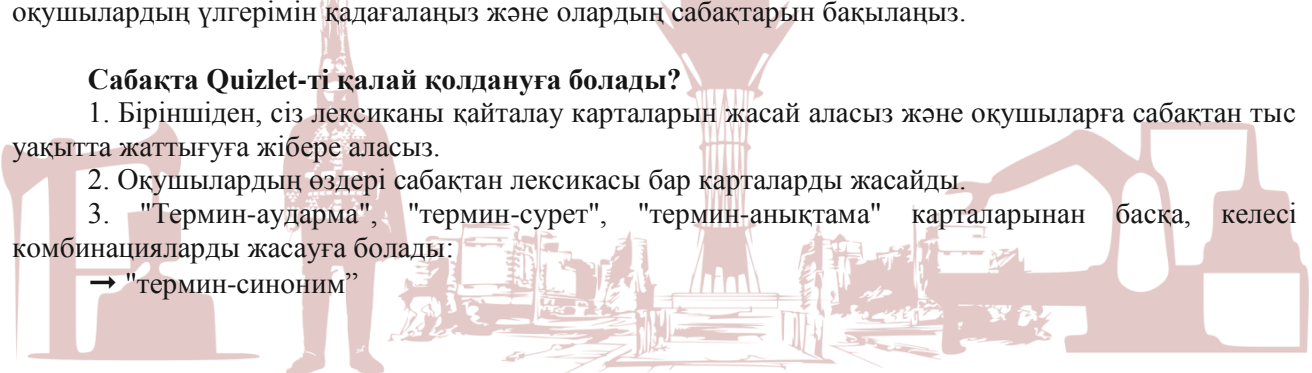 оқушылардың үлгерімін қадағалаңыз және олардың сабақтарын бақылаңыз.
Сабақта Quizlet-ті қалай қолдануға болады?
1. Біріншіден, сіз лексиканы қайталау карталарын жасай аласыз және оқушыларға сабақтан тыс
уақытта жаттығуға жібере аласыз.
2. Оқушылардың өздері сабақтан лексикасы бар карталарды жасайды.
3. "Термин-аударма", "термин-сурет", "термин-анықтама" карталарынан басқа, келесі
комбинацияларды жасауға болады:
➞ "термин-синоним”